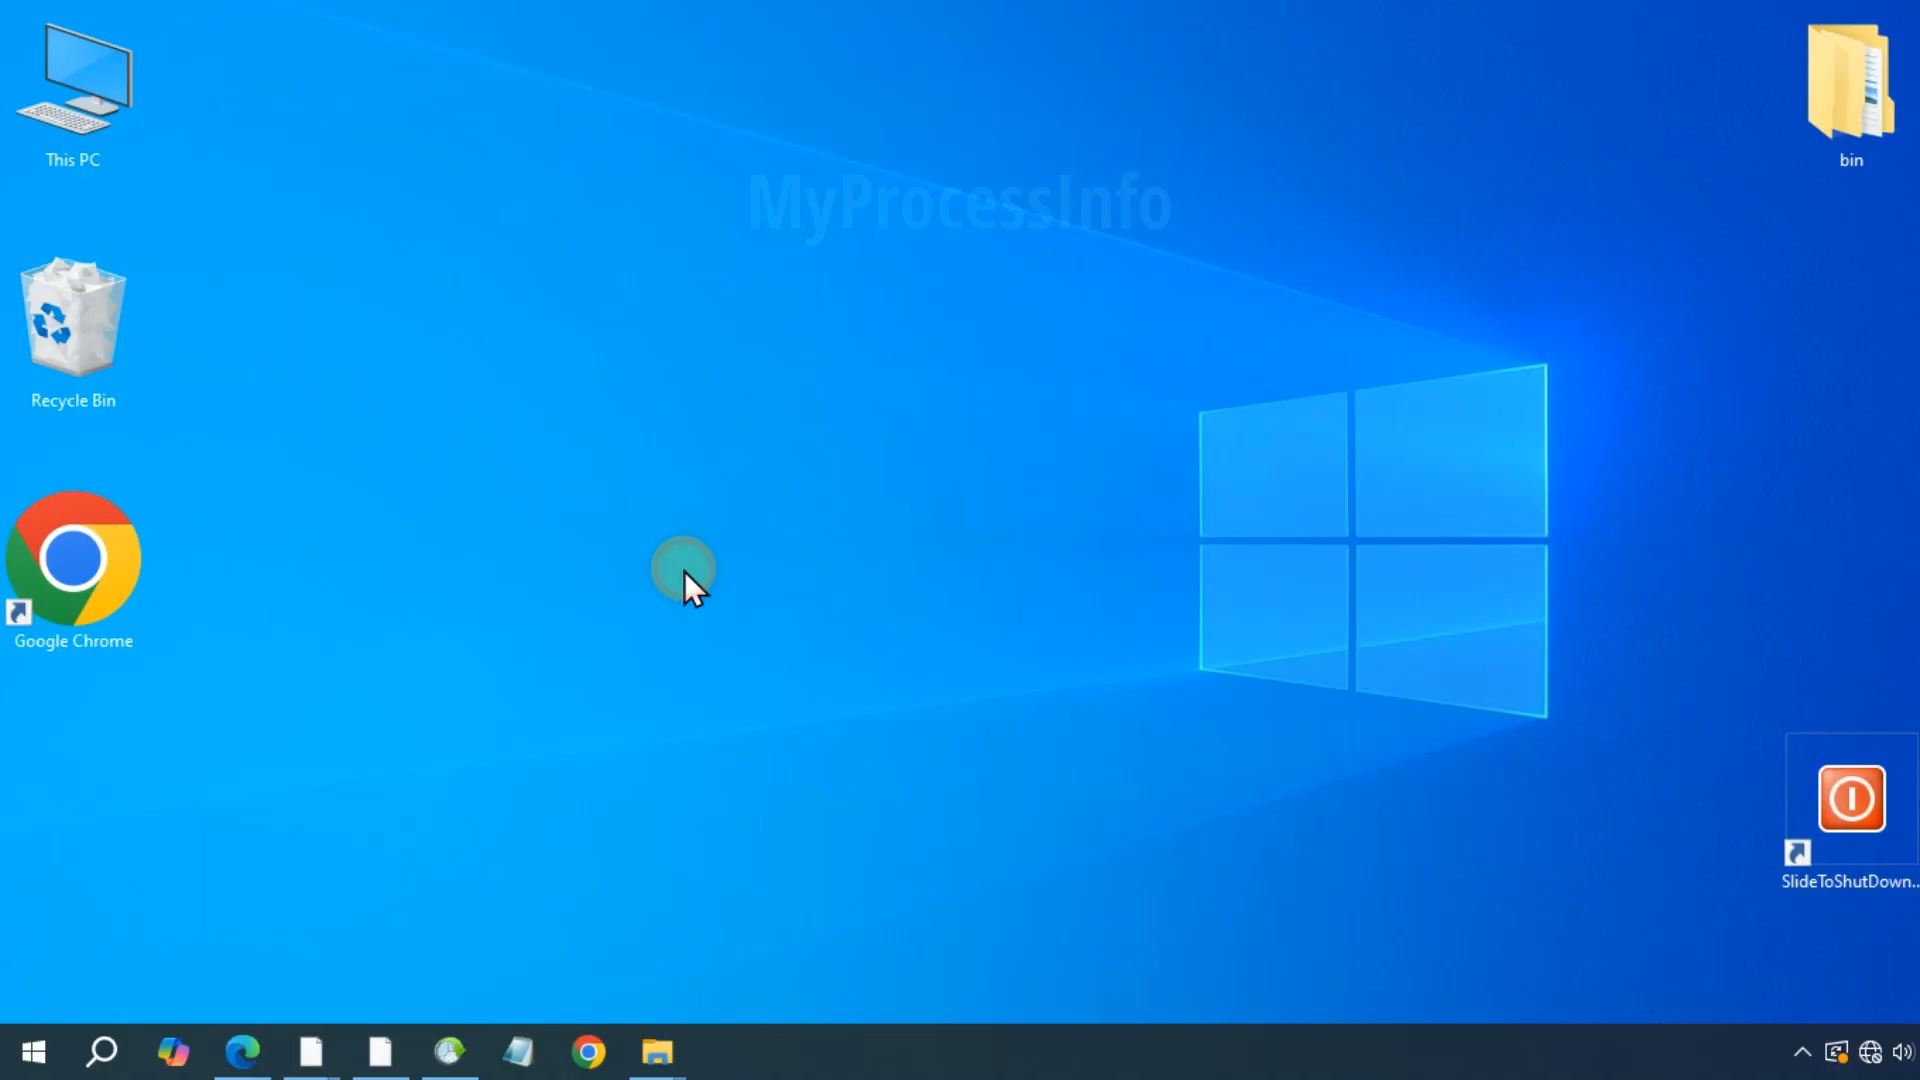 This PC
bin
MyProcessInfo
Recycle Bin
Google Chrome
SlideToShutDown...